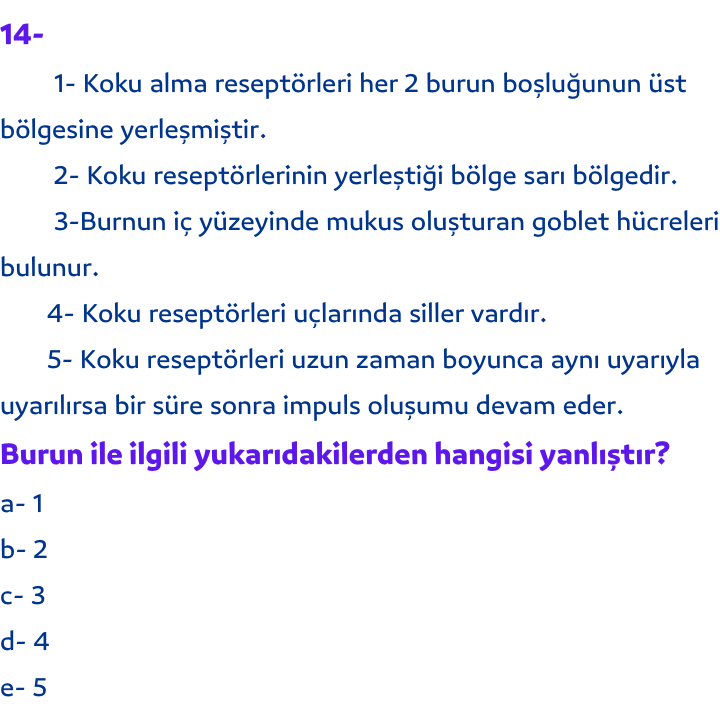 14-
1- Koku alma reseptörleri her 2 burun boşluğunun üst
bölgesine yerleşmiştir.
2- Koku reseptörlerinin yerleştiği bölge sarı bölgedir.
3-Burnun iç yüzeyinde mukus oluşturan goblet hücreleri
bulunur.
4- Koku reseptörleri uçlarında siller vardır.
5- Koku reseptörleri uzun zaman boyunca aynı uyarıyla
uyarılırsa bir süre sonra impuls oluşumu devam eder.
Burun ile ilgili yukarıdakilerden hangisi yanlıştır?
a- 1
b- 2
c- 3
d- 4
e- 5